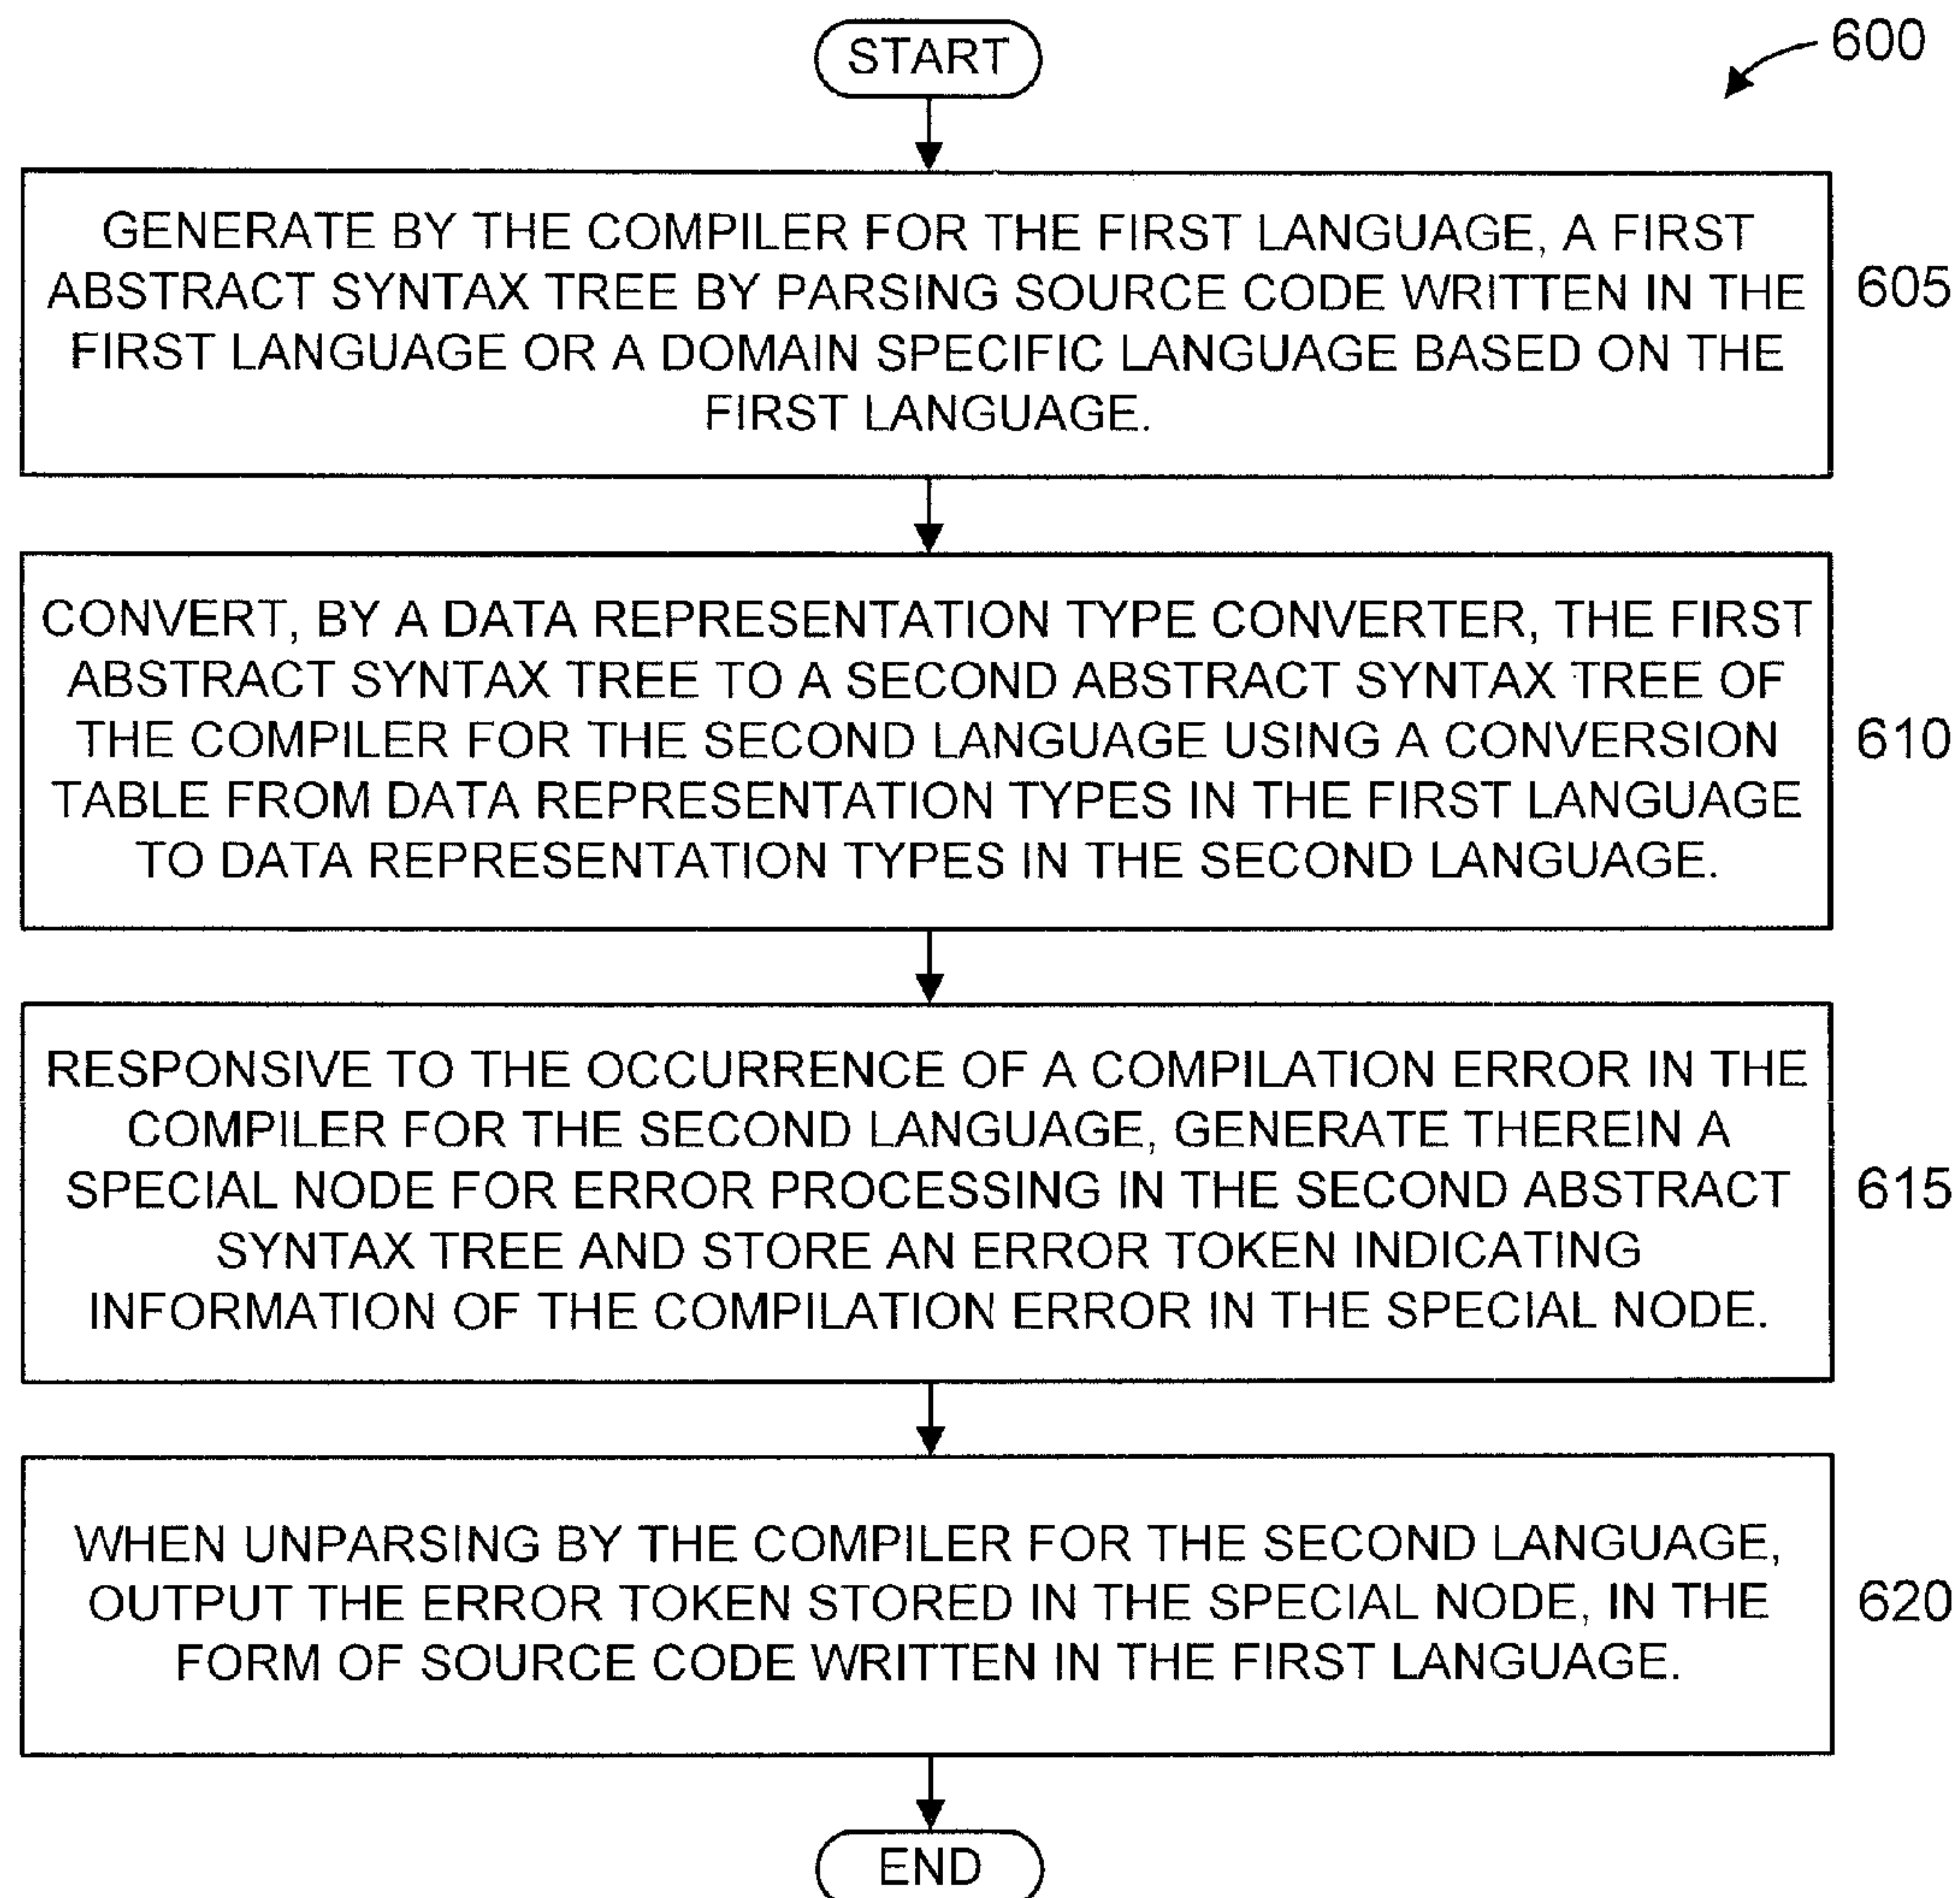 START
600
GENERATE BY THE COMPILER FOR THE FIRST LANGUAGE, A FIRST
ABSTRACT SYNTAX TREE BY PARSING SOURCE CODE WRITTEN IN THE
FIRST LANGUAGE OR A DOMAIN SPECIFIC LANGUAGE BASED ON THE
FIRST LANGUAGE.
605
CONVERT, BY A DATA REPRESENTATION TYPE CONVERTER, THE FIRST
ABSTRACT SYNTAX TREE TO A SECOND ABSTRACT SYNTAX TREE OF
THE COMPILER FOR THE SECOND LANGUAGE USING A CONVERSION
TABLE FROM DATA REPRESENTATION TYPES IN THE FIRST LANGUAGE
TO DATA REPRESENTATION TYPES IN THE SECOND LANGUAGE.
610
RESPONSIVE TO THE OCCURRENCE OF A COMPILATION ERROR IN THE
COMPILER FOR THE SECOND LANGUAGE, GENERATE THEREIN A
SPECIAL NODE FOR ERROR PROCESSING IN THE SECOND ABSTRACT
SYNTAX TREE AND STORE AN ERROR TOKEN INDICATING
INFORMATION OF THE COMPILATION ERROR IN THE SPECIAL NODE.
615
WHEN UNPARSING BY THE COMPILER FOR THE SECOND LANGUAGE,
OUTPUT THE ERROR TOKEN STORED IN THE SPECIAL NODE, IN THE
FORM OF SOURCE CODE WRITTEN IN THE FIRST LANGUAGE.
620
END